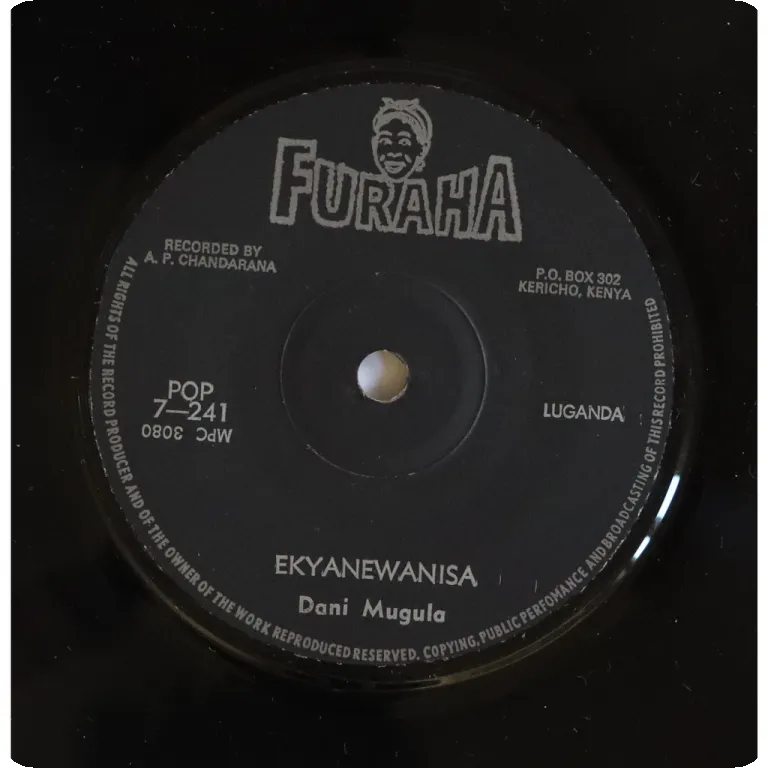 FURAHA
RECORDED BY
A. P. CHANDARANA
P.O. BOX 302
KERICHO, KENYA
POP
7—241
MPC 3080
LUGANDA
EKYANEWANISA
Dani Mugula
ALL RIGHTS OF THE RECORD PRODUCER AND OF THE OWNER OF THE WORK REPRODUCED RESERVED. COPYING, PUBLIC PERFOMANCE AND BROADCASTING OF THIS RECORD PROHIBITED